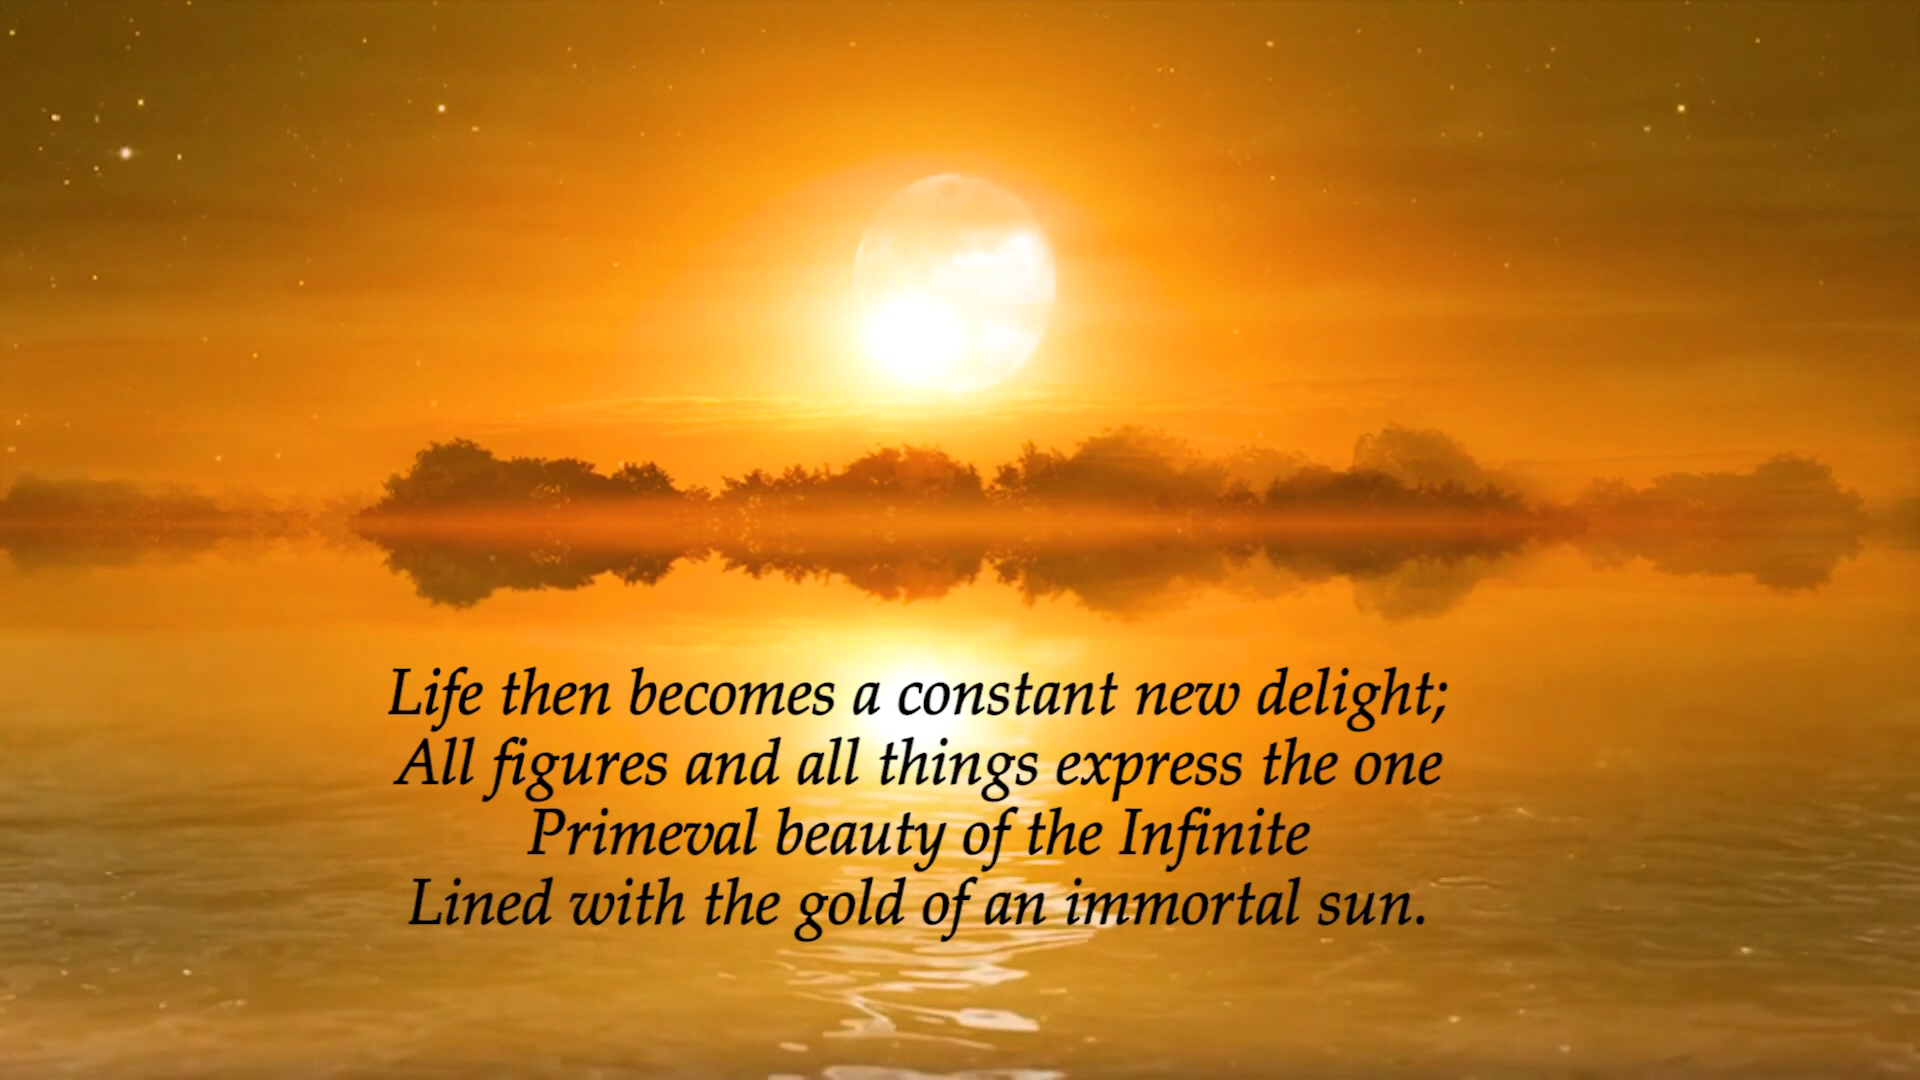 Life then becomes a constant new delight;
All figures and all things express the one
Primeval beauty of the Infinite
Lined with the gold of an immortal sun.